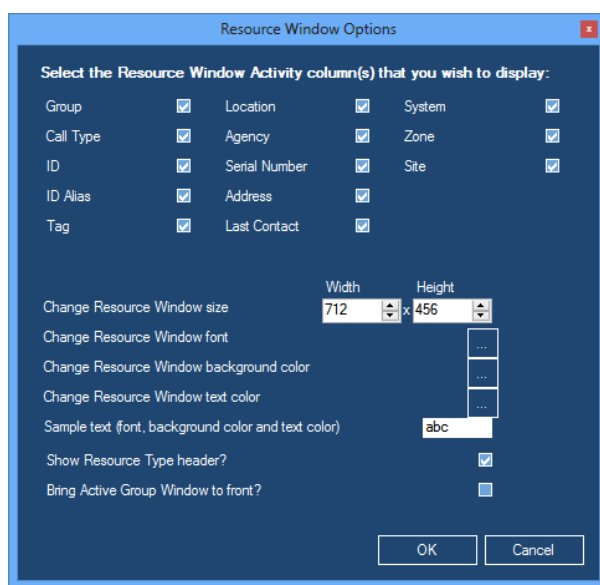 Resource Window Options
x
Select the Resource Window Activity column(s) that you wish to display:
Group Location System
Call Type Agency Zone
ID Serial Number Site
ID Alias Address
Tag Last Contact
Width Height
Change Resource Window size 712 x 456
Change Resource Window font ...
Change Resource Window background color ...
Change Resource Window text color ...
Sample text (font, background color and text color) abc
Show Resource Type header?
Bring Active Group Window to front?
OK Cancel